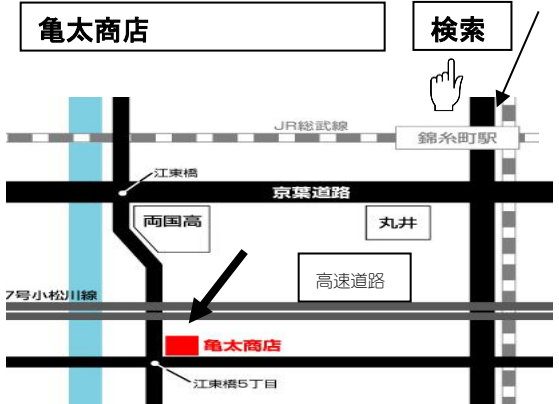 亀太商店
検索
JR総武線
錦糸町駅
江東橋
京葉道路
両国高
丸井
高速道路
7号小松川線
亀太商店
江東橋5丁目